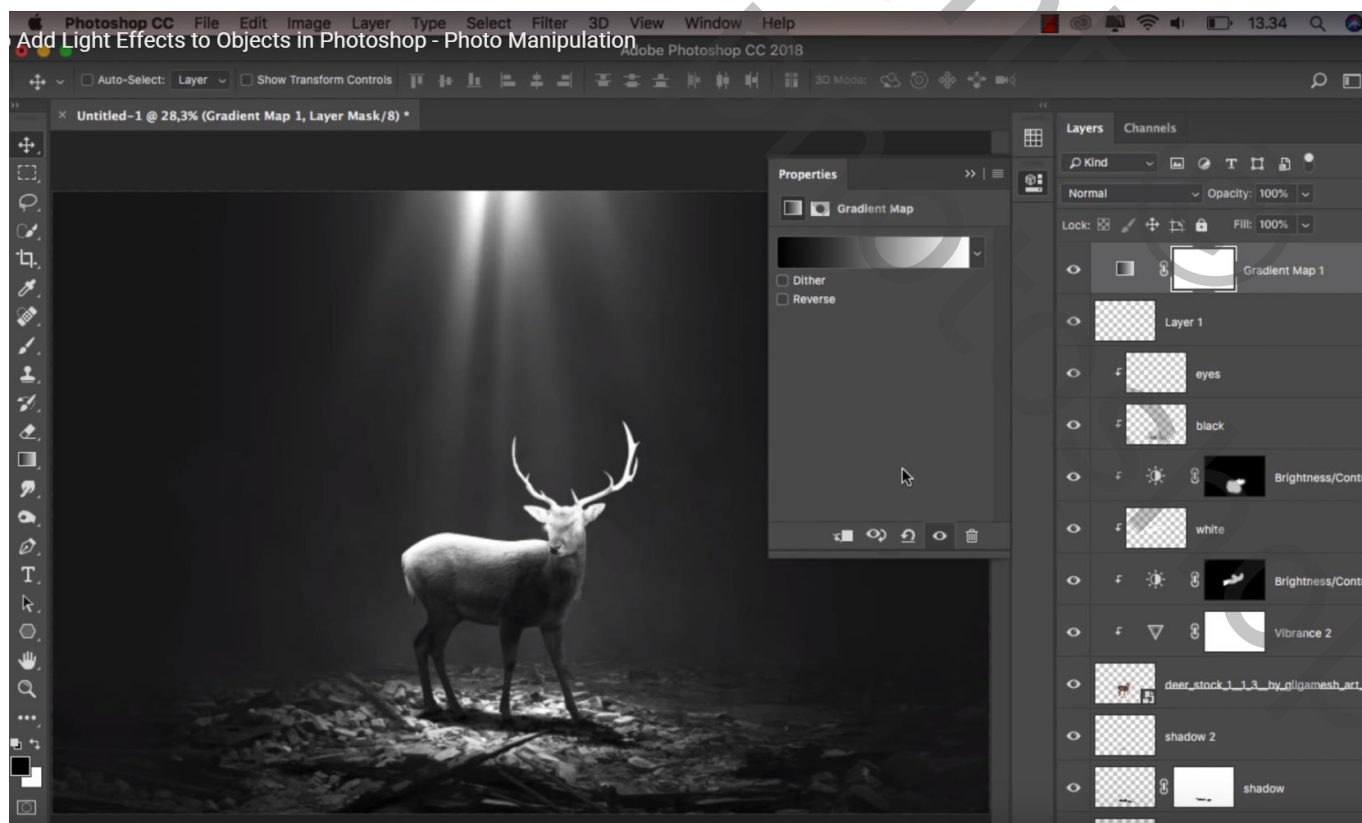 Photoshop CC File Edit Image Layer Type Select Filter 3D View Window Help 13.34
Add Light Effects to Objects in Photoshop - Photo Manipulation
Adobe Photoshop CC 2018
Auto-Select: Layer Show Transform Controls 3D Mode:
Untitled-1 @ 28,3% (Gradient Map 1, Layer Mask/8) *
Properties
Gradient Map
Dither
Reverse
Layers Channels
Kind
Normal Opacity: 100%
Lock: Fill: 100%
Gradient Map 1
Layer 1
eyes
black
Brightness/Cont
white
Brightness/Cont
Vibrance 2
deer_stock_1_1_3__by_gilgamesh_art
shadow 2
shadow